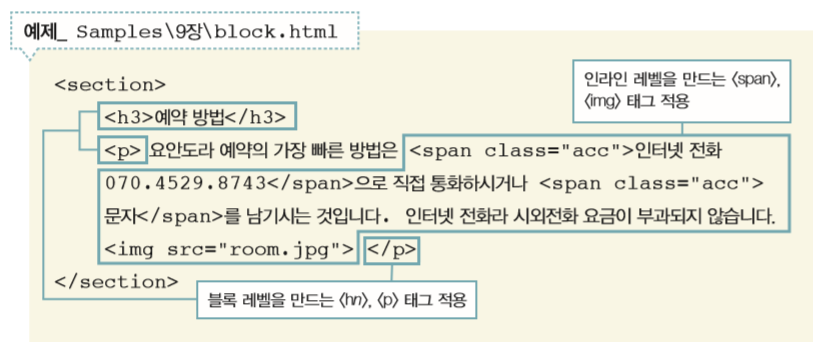 예제_ Samples\9장\block.html
<section>
인라인 레벨을 만드는 <span>,
<img> 태그 적용
<h3>예약 방법</h3>
<p> 요안도라 예약의 가장 빠른 방법은 <span class="acc">인터넷 전화
070.4529.8743</span>으로 직접 통화하시거나 <span class="acc">
문자</span>를 남기시는 것입니다. 인터넷 전화라 시외전화 요금이 부과되지 않습니다.
<img src="room.jpg"> </p>
</section>
블록 레벨을 만드는 <hn>, <p> 태그 적용